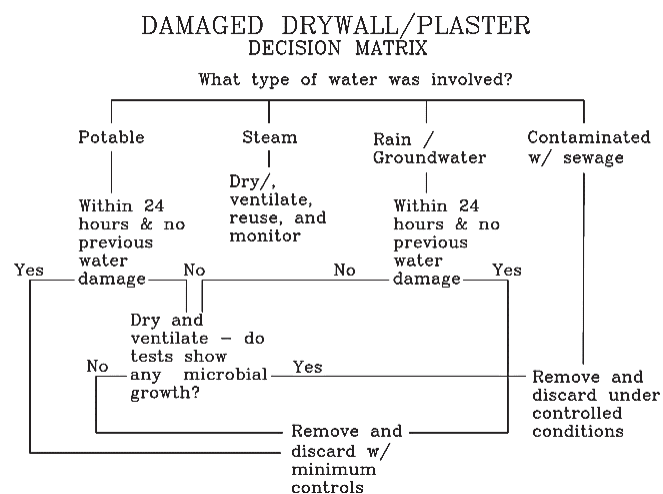 DAMAGED DRYWALL/PLASTER
DECISION MATRIX
What type of water was involved?
Potable
Steam
Rain /
Groundwater
Contaminated
w/ sewage
Within 24
hours & no
previous
water
damage
Dry/,
ventilate,
reuse, and
monitor
Within 24
hours & no
previous
water
damage
Yes
No
No
Yes
Dry and
ventilate – do
tests show
any microbial
growth?
No
Yes
Remove and
discard under
controlled
conditions
Remove and
discard w/
minimum
controls